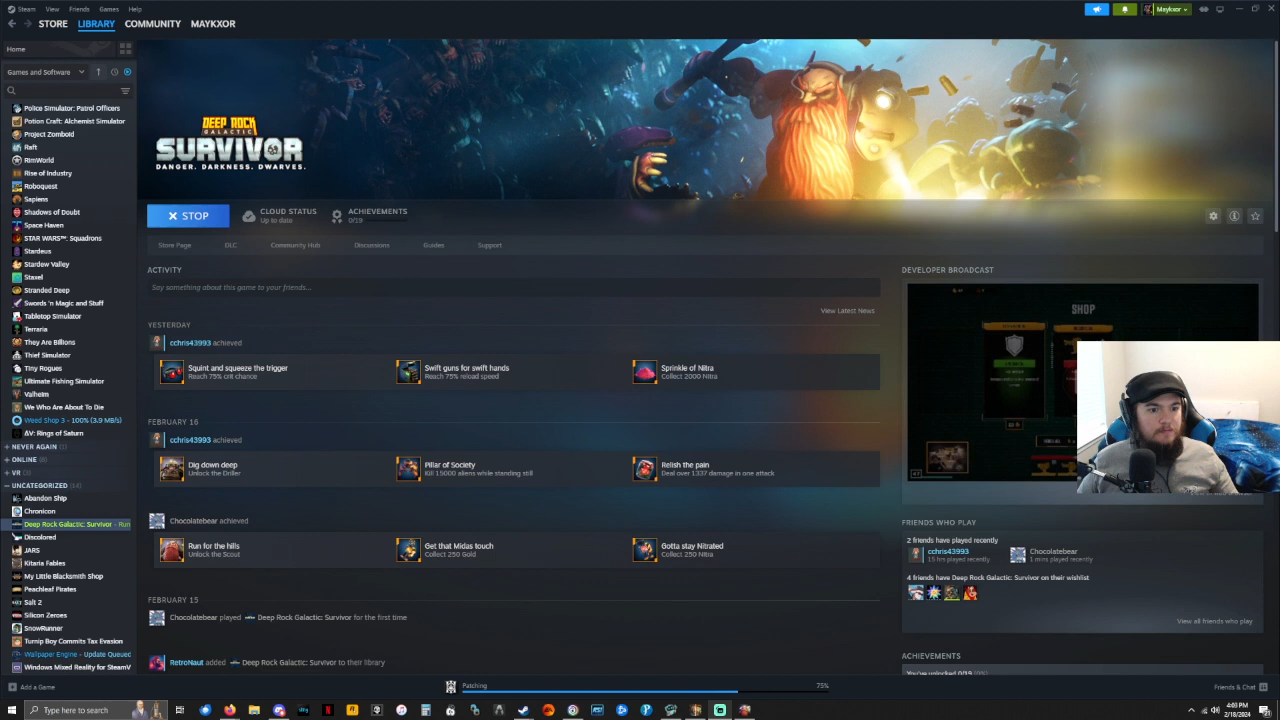 Steam View Friends Games Help
Maykxor
STORE LIBRARY COMMUNITY MAYKXOR
Home
Games and Software
Police Simulator: Patrol Officers
Potion Craft: Alchemist Simulator
Project Zomboid
Raft
RimWorld
Rise of Industry
Roboquest
Sapiens
Shadows of Doubt
Space Haven
STAR WARS™: Squadrons
Stardeus
Stardew Valley
Staxel
Stranded Deep
Swords 'n Magic and Stuff
Tabletop Simulator
Terraria
They Are Billions
Thief Simulator
Tiny Rogues
Ultimate Fishing Simulator
Valheim
We Who Are About To Die
Weed Shop 3 - 100% (3.9 MB/s)
ΔV: Rings of Saturn
NEVER AGAIN (1)
ONLINE
VR
UNCATEGORIZED (14)
Abandon Ship
Chronicon
Deep Rock Galactic: Survivor - Run
Discolored
JARS
Kitaria Fables
My Little Blacksmith Shop
Peachleaf Pirates
Salt 2
Silicon Zeroes
SnowRunner
Turnip Boy Commits Tax Evasion
Wallpaper Engine - Update Queued
Windows Mixed Reality for SteamV
Add a Game
DEEP ROCK
GALACTIC
SURVIVOR
DANGER. DARKNESS. DWARVES.
STOP
CLOUD STATUS
Up to date
ACHIEVEMENTS
0/19
Store Page DLC Community Hub Discussions Guides Support
ACTIVITY
Say something about this game to your friends...
View Latest News
YESTERDAY
cchris43993 achieved
Squint and squeeze the trigger
Reach 75% crit chance
Swift guns for swift hands
Reach 75% reload speed
Sprinkle of Nitra
Collect 2000 Nitra
FEBRUARY 16
cchris43993 achieved
Dig down deep
Unlock the Driller
Pillar of Society
Kill 15000 aliens while standing still
Relish the pain
Deal over 1337 damage in one attack
Chocolatebear achieved
Run for the hills
Unlock the Scout
Get that Midas touch
Collect 250 Gold
Gotta stay Nitrated
Collect 250 Nitra
FEBRUARY 15
Chocolatebear played Deep Rock Galactic: Survivor for the first time
RetroNaut added Deep Rock Galactic: Survivor to their library
DEVELOPER BROADCAST
SHOP
FRIENDS WHO PLAY
2 friends have played recently
cchris43993
15 hrs played recently
Chocolatebear
1 mins played recently
4 friends have Deep Rock Galactic: Survivor on their wishlist
View all friends who play
ACHIEVEMENTS
You've unlocked 0/19 (0%)
Patching 75%
Friends & Chat
Type here to search
4:03 PM
2/18/2024